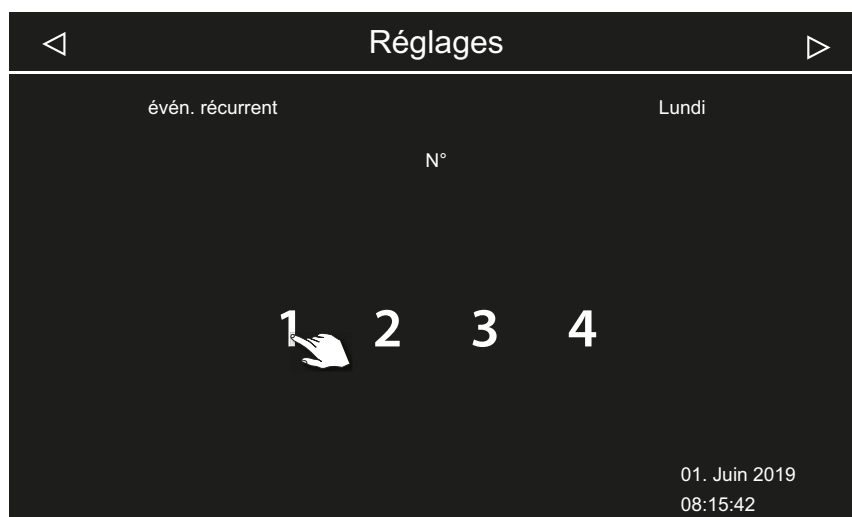 Réglages
évén. récurrent Lundi
N°
1 2 3 4
01. Juin 2019
08:15:42